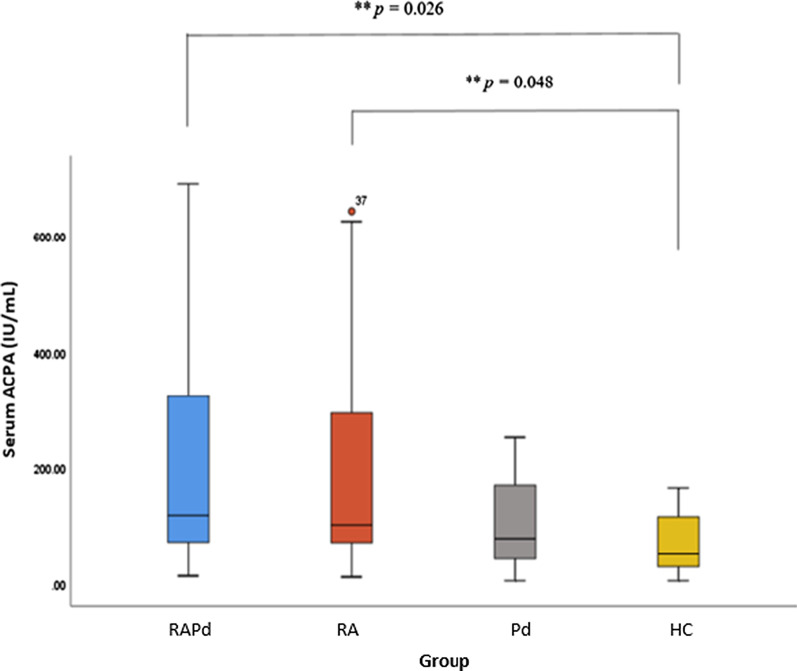 ** p = 0.026
** p = 0.048
37
600.00
400.00
200.00
.00
Serum ACPA (IU/mL)
RAPd RA Pd HC
Group